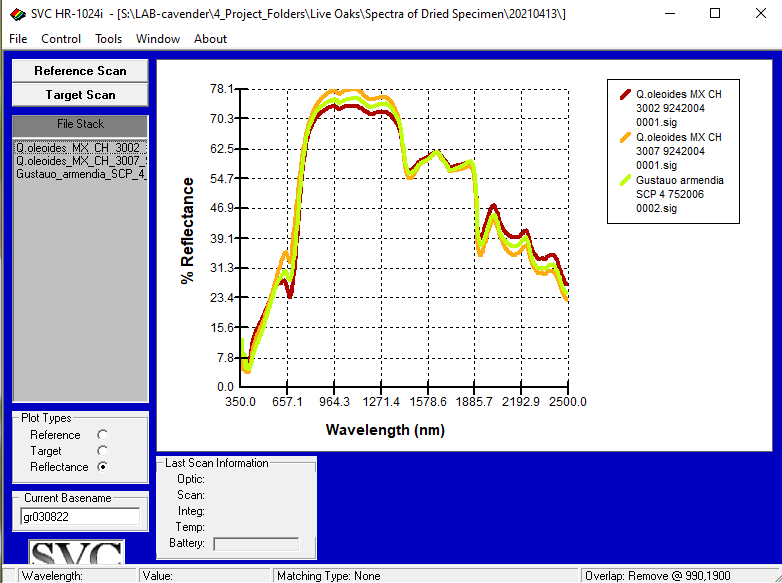 SVC HR-1024i - [S:\LAB-cavender\4_Project_Folders\Live Oaks\Spectra of Dried Specimen\20210413\]
File Control Tools Window About
Reference Scan
Target Scan
File Stack
Q.oleoides_MX_CH_3002_
Q.oleoides_MX_CH_3007_9
Gustauo_armendia_SCP_4_
78.1
70.3
62.5
54.7
46.9
39.1
31.3
23.4
15.6
7.8
0.0
% Reflectance
350.0 657.1 964.3 1271.4 1578.6 1885.7 2192.9 2500.0
Wavelength (nm)
Q.oleoides MX CH
3002 9242004
0001.sig
Q.oleoides MX CH
3007 9242004
0001.sig
Gustauo armendia
SCP 4 752006
0002.sig
Plot Types
Reference
Target
Reflectance
Current Basename
gr030822
SVC
Last Scan Information
Optic:
Scan:
Integ:
Temp:
Battery:
Wavelength: Value: Matching Type: None Overlap: Remove @ 990,1900